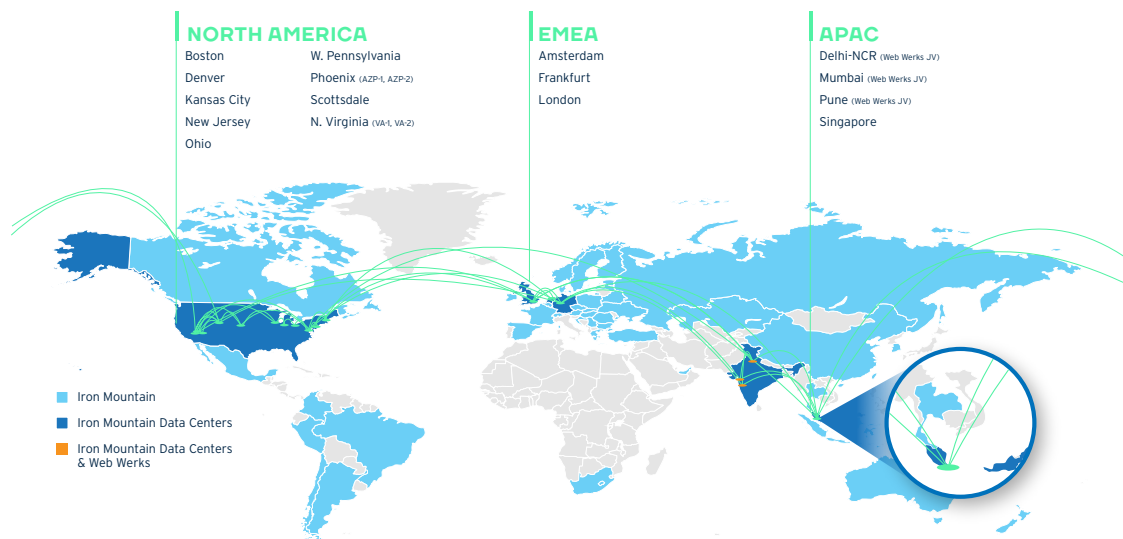 NORTH AMERICA
Boston
Denver
Kansas City
New Jersey
Ohio
W. Pennsylvania
Phoenix (AZP-1, AZP-2)
Scottsdale
N. Virginia (VA-1, VA-2)
EMEA
Amsterdam
Frankfurt
London
APAC
Delhi-NCR (Web Werks JV)
Mumbai (Web Werks JV)
Pune (Web Werks JV)
Singapore
Iron Mountain
Iron Mountain Data Centers
Iron Mountain Data Centers
& Web Werks